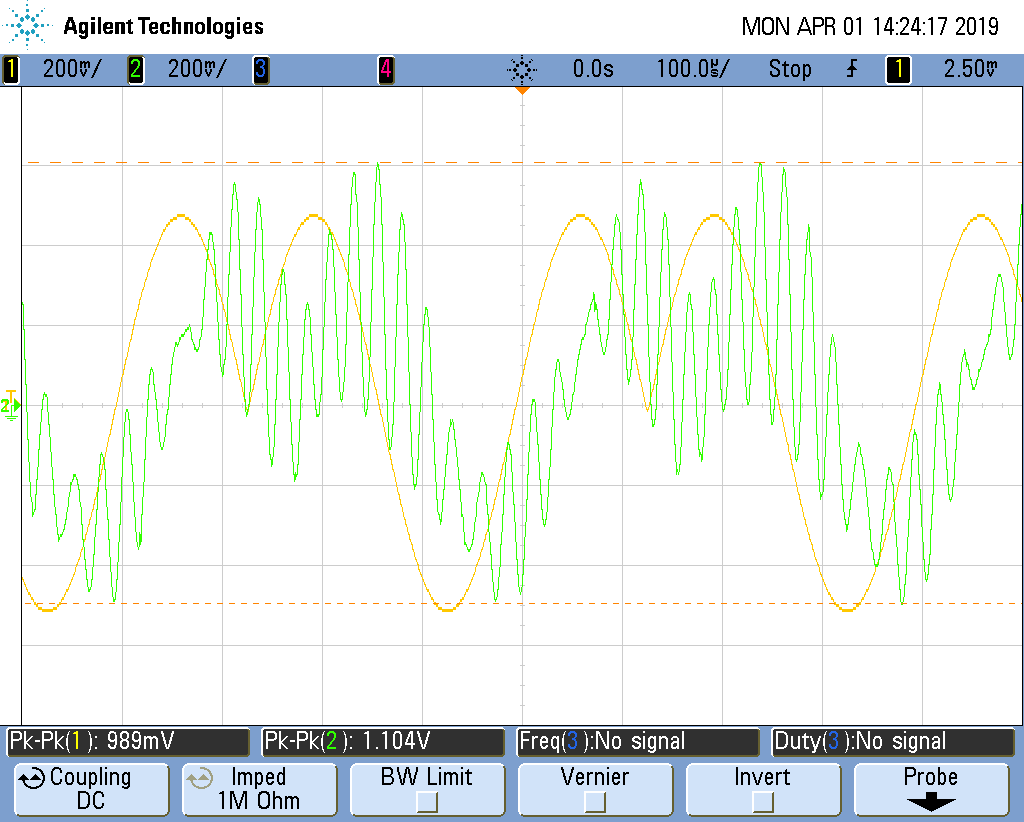 Agilent Technologies MON APR 01 14:24:17 2019
1 200mV/ 2 200mV/ 3 4 0.0s 100.0µs/ Stop 1 2.50V
2
Pk-Pk(1): 989mV Pk-Pk(2): 1.104V Freq(3):No signal Duty(3):No signal
Coupling Imped BW Limit Vernier Invert Probe
DC 1M Ohm